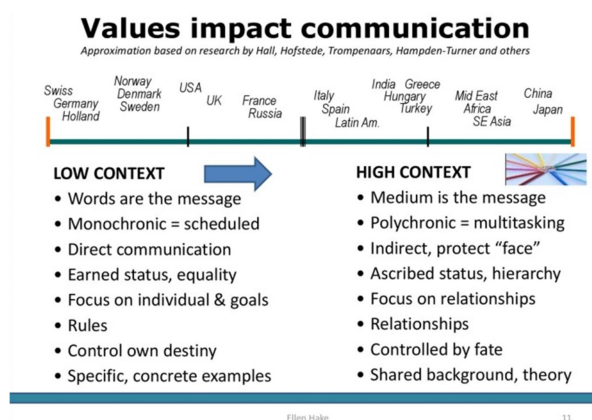 Values impact communication
Approximation based on research by Hall, Hofstede, Trompenaars, Hampden-Turner and others
Swiss
Germany
Holland
Norway
Denmark
Sweden
USA
UK
France
Russia
Italy
Spain
Latin Am.
India Greece
Hungary
Turkey
Mid East
Africa
SE Asia
China
Japan
LOW CONTEXT
• Words are the message
• Monochronic = scheduled
• Direct communication
• Earned status, equality
• Focus on individual & goals
• Rules
• Control own destiny
• Specific, concrete examples
HIGH CONTEXT
• Medium is the message
• Polychronic = multitasking
• Indirect, protect “face”
• Ascribed status, hierarchy
• Focus on relationships
• Relationships
• Controlled by fate
• Shared background, theory
Ellen Hake
11